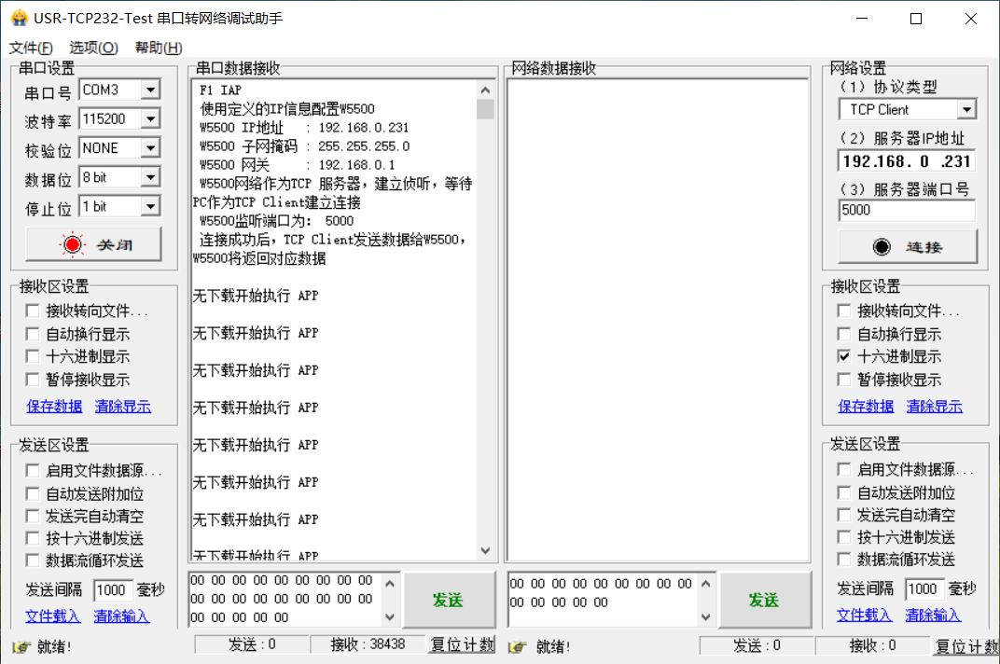 USR-TCP232-Test 串口转网络调试助手
文件(F) 选项(O) 帮助(H)
串口设置
串口号 COM3
波特率 115200
校验位 NONE
数据位 8 bit
停止位 1 bit
关闭
接收区设置
接收转向文件...
自动换行显示
十六进制显示
暂停接收显示
保存数据 清除显示
发送区设置
启用文件数据源...
自动发送附加位
发送完自动清空
按十六进制发送
数据流循环发送
发送间隔 1000 毫秒
文件载入 清除输入
就绪!
串口数据接收
F1 IAP
使用定义的IP信息配置W5500
W5500 IP地址 : 192.168.0.231
W5500 子网掩码 : 255.255.255.0
W5500 网关 : 192.168.0.1
W5500网络作为TCP 服务器，建立侦听，等待
PC作为TCP Client建立连接
W5500监听端口为: 5000
连接成功后，TCP Client发送数据给W5500，
W5500将返回对应数据
无下载开始执行 APP
无下载开始执行 APP
无下载开始执行 APP
无下载开始执行 APP
无下载开始执行 APP
无下载开始执行 APP
无下载开始执行 APP
无下载开始执行 APP
00 00 00 00 00 00 00 00 00
00 00 00 00 00 00 00 00 00
00 00 00 00 00
发送
发送 : 0 接收 : 38438 复位计数
网络数据接收
00 00 00 00 00 00 00 00 00
00 00 00 00 00
发送
就绪!
发送 : 0 接收 : 0 复位计数
网络设置
（1）协议类型
TCP Client
（2）服务器IP地址
192.168. 0 .231
（3）服务器端口号
5000
连接
接收区设置
接收转向文件...
自动换行显示
十六进制显示
暂停接收显示
保存数据 清除显示
发送区设置
启用文件数据源...
自动发送附加位
发送完自动清空
按十六进制发送
数据流循环发送
发送间隔 1000 毫秒
文件载入 清除输入